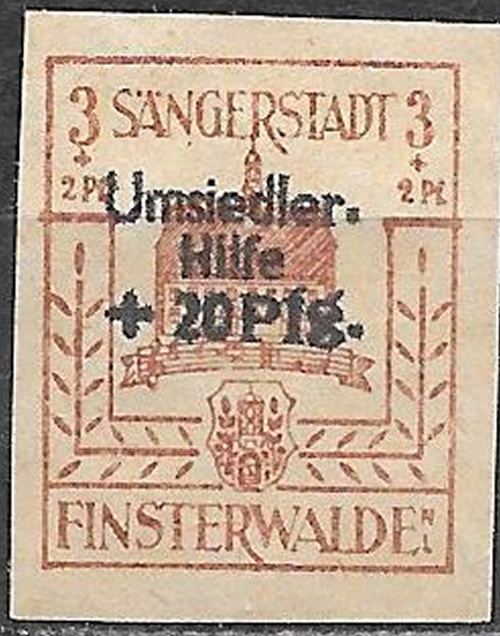 3 SÄNGERSTADT 3
+ +
2 Pf. 2 Pf.
Umsiedler-
Hilfe
+ 20 Pfg.
FINSTERWALDE N.L.